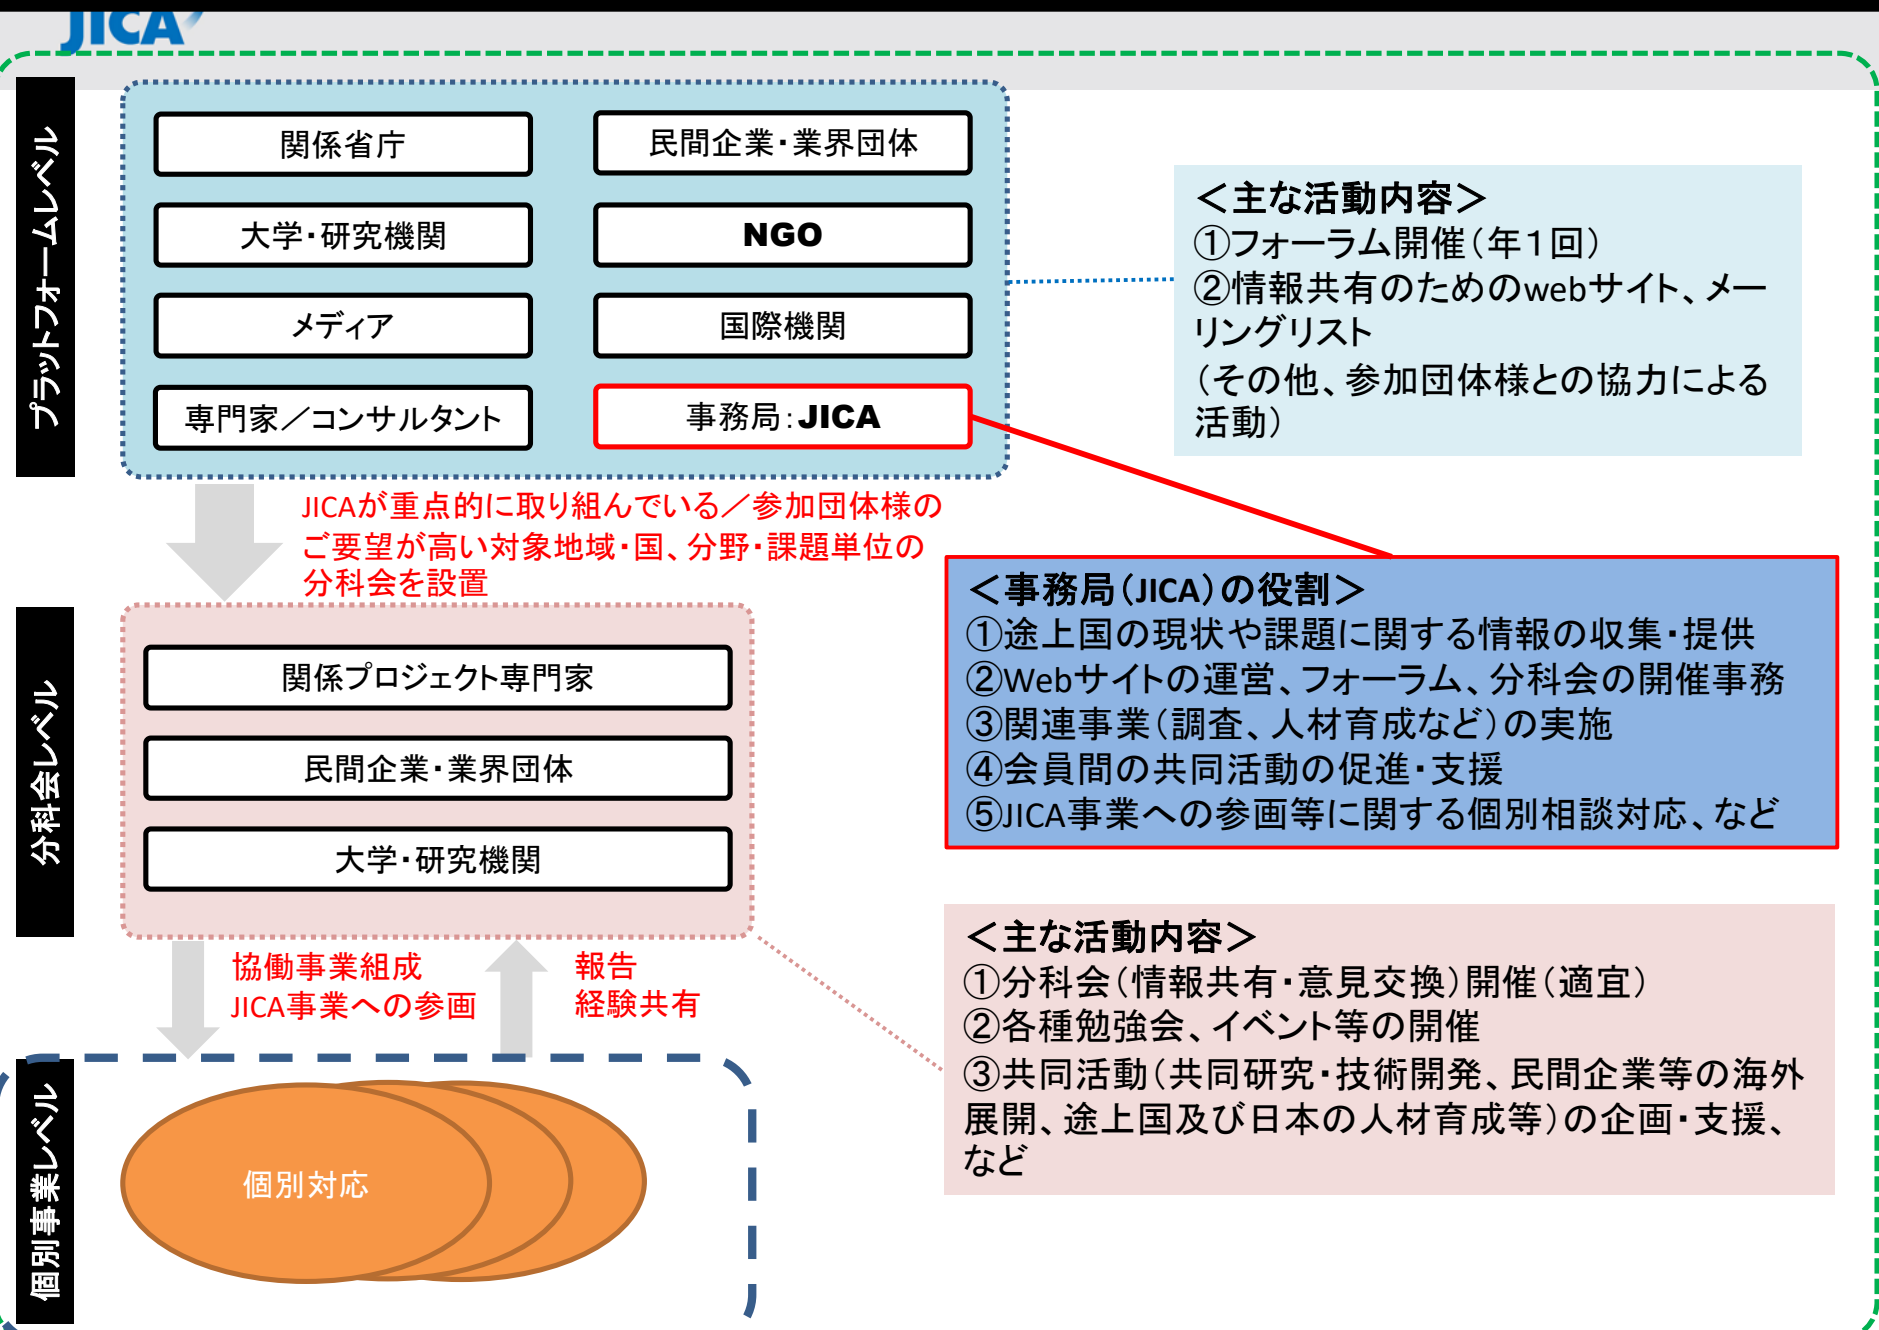 JICA
プラットフォームレベル
関係省庁
民間企業・業界団体
大学・研究機関
NGO
メディア
国際機関
専門家／コンサルタント
事務局：JICA
＜主な活動内容＞
①フォーラム開催（年１回）
②情報共有のためのwebサイト、メー
リングリスト
（その他、参加団体様との協力による
活動）
JICAが重点的に取り組んでいる／参加団体様の
ご要望が高い対象地域・国、分野・課題単位の
分科会を設置
＜事務局（JICA）の役割＞
①途上国の現状や課題に関する情報の収集・提供
②Webサイトの運営、フォーラム、分科会の開催事務
③関連事業（調査、人材育成など）の実施
④会員間の共同活動の促進・支援
⑤JICA事業への参画等に関する個別相談対応、など
分科会レベル
関係プロジェクト専門家
民間企業・業界団体
大学・研究機関
協働事業組成
JICA事業への参画
報告
経験共有
＜主な活動内容＞
①分科会（情報共有・意見交換）開催（適宜）
②各種勉強会、イベント等の開催
③共同活動（共同研究・技術開発、民間企業等の海外
展開、途上国及び日本の人材育成等）の企画・支援、
など
個別事業レベル
個別対応